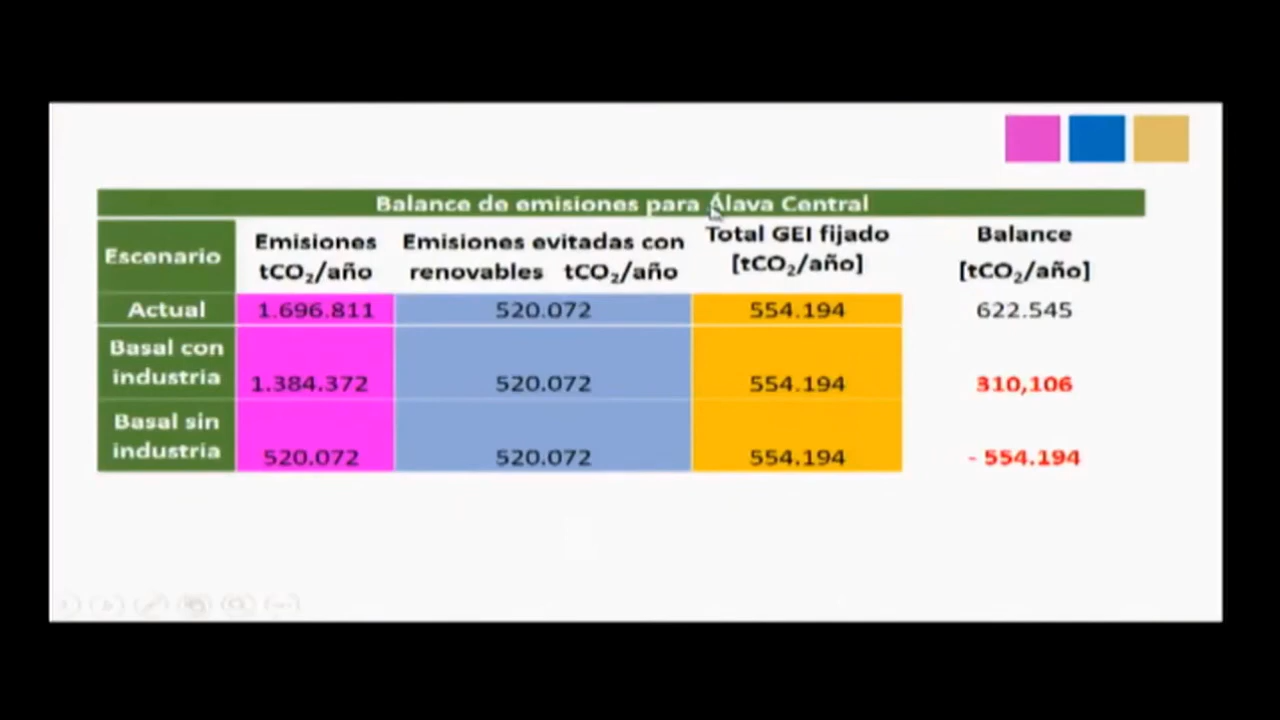 Balance de emisiones para Álava Central
Escenario
Emisiones
tCO₂/año
Emisiones evitadas con
renovables tCO₂/año
Total GEI fijado
[tCO₂/año]
Balance
[tCO₂/año]
Actual 1.696.811 520.072 554.194 622.545
Basal con
industria 1.384.372 520.072 554.194 310,106
Basal sin
industria 520.072 520.072 554.194 - 554.194